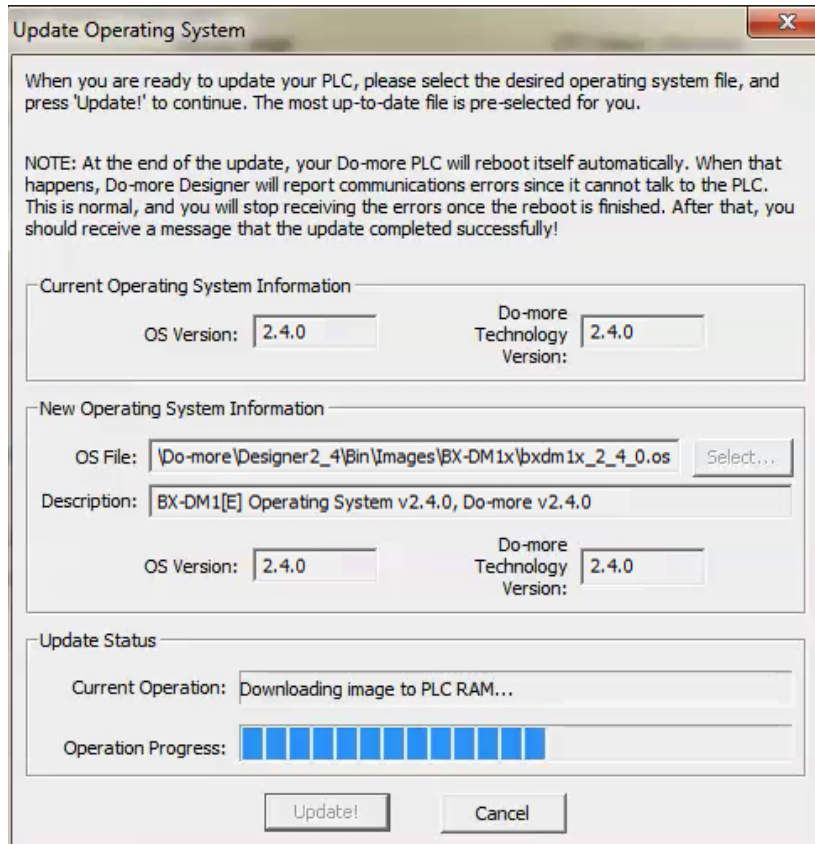 Update Operating System
When you are ready to update your PLC, please select the desired operating system file, and
press 'Update!' to continue. The most up-to-date file is pre-selected for you.
NOTE: At the end of the update, your Do-more PLC will reboot itself automatically. When that
happens, Do-more Designer will report communications errors since it cannot talk to the PLC.
This is normal, and you will stop receiving the errors once the reboot is finished. After that, you
should receive a message that the update completed successfully!
Current Operating System Information
OS Version: 2.4.0
Do-more
Technology
Version:
2.4.0
New Operating System Information
OS File: \Do-more\Designer2_4\Bin\Images\BX-DM1x\bxdm1x_2_4_0.os Select...
Description: BX-DM1[E] Operating System v2.4.0, Do-more v2.4.0
OS Version: 2.4.0
Do-more
Technology
Version:
2.4.0
Update Status
Current Operation: Downloading image to PLC RAM...
Operation Progress:
Update! Cancel